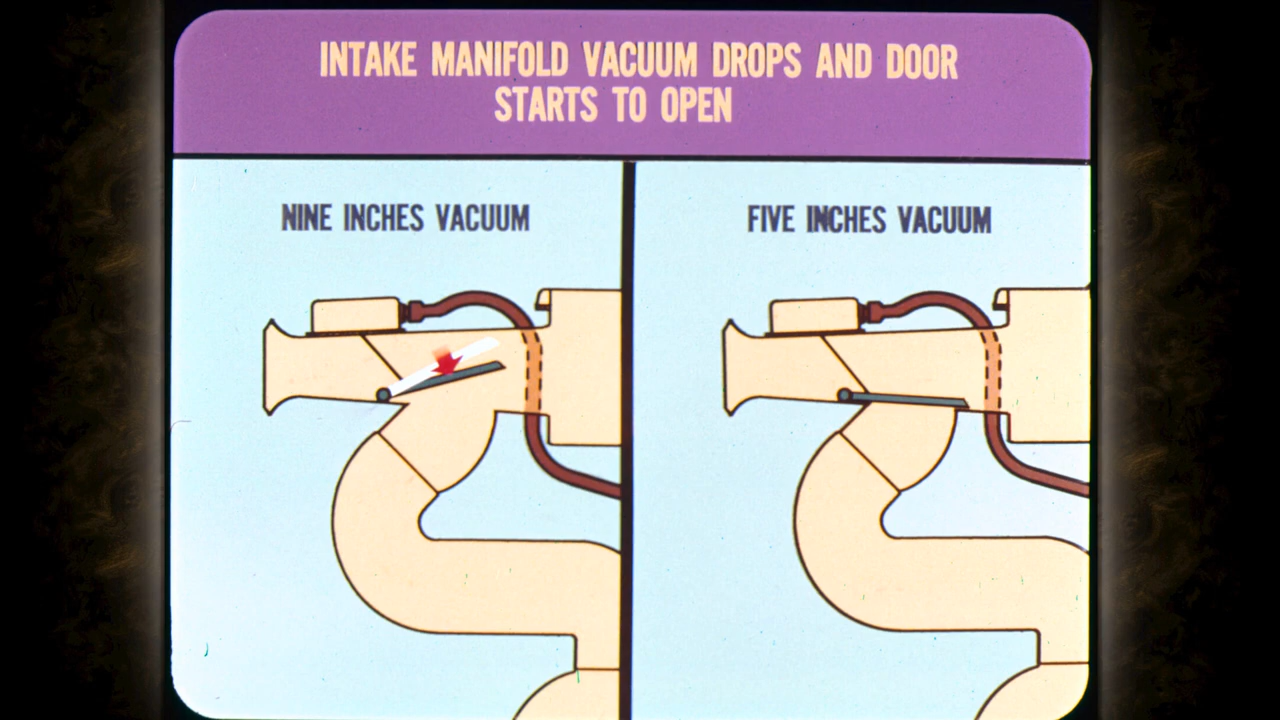 INTAKE MANIFOLD VACUUM DROPS AND DOOR
STARTS TO OPEN
NINE INCHES VACUUM
FIVE INCHES VACUUM